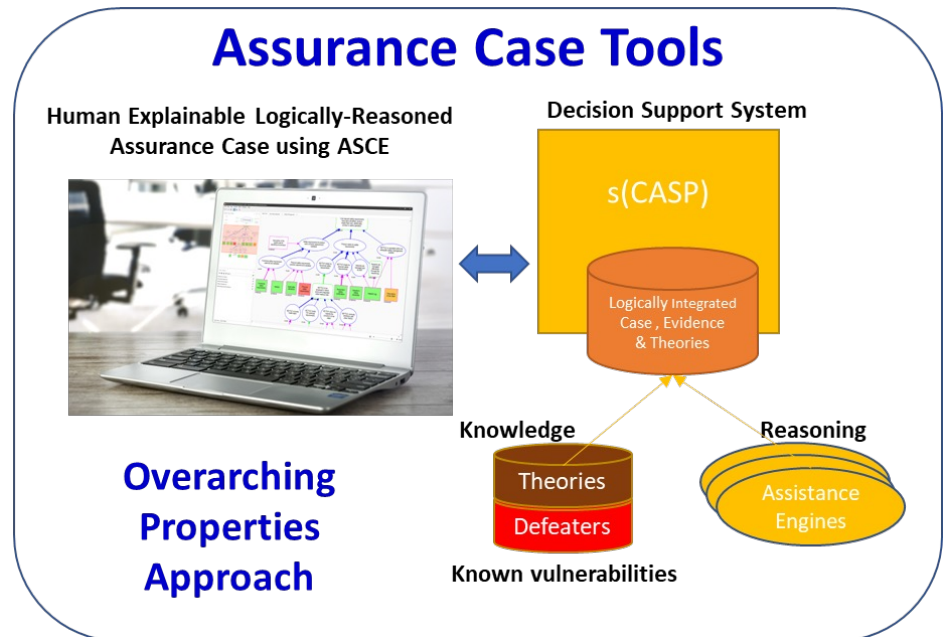 Assurance Case Tools
Human Explainable Logically-Reasoned
Assurance Case using ASCE
Decision Support System
s(CASP)
Logically Integrated
Case , Evidence
& Theories
Knowledge
Reasoning
Theories
Defeaters
Assistance
Engines
Known vulnerabilities
Overarching
Properties
Approach